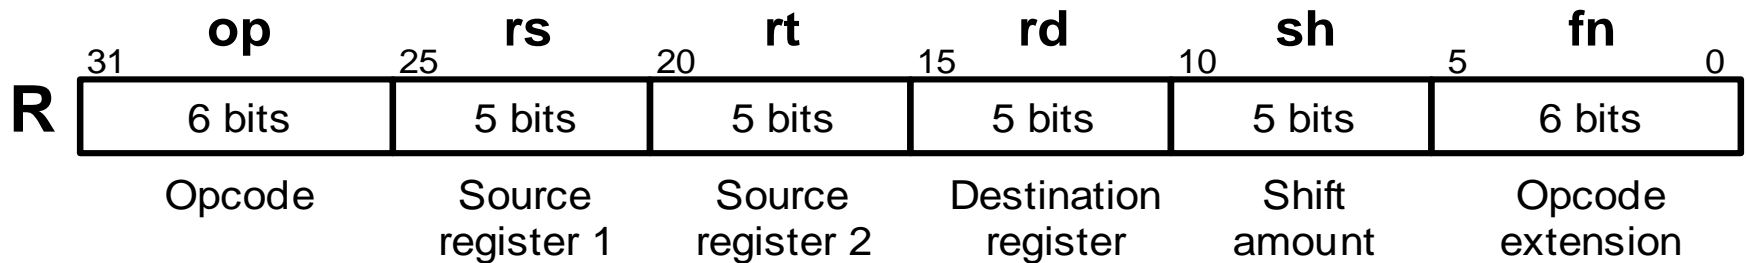 op rs rt rd sh fn
31 25 20 15 10 5 0
R 6 bits 5 bits 5 bits 5 bits 5 bits 6 bits
Opcode Source Source Destination Shift Opcode
register 1 register 2 register amount extension